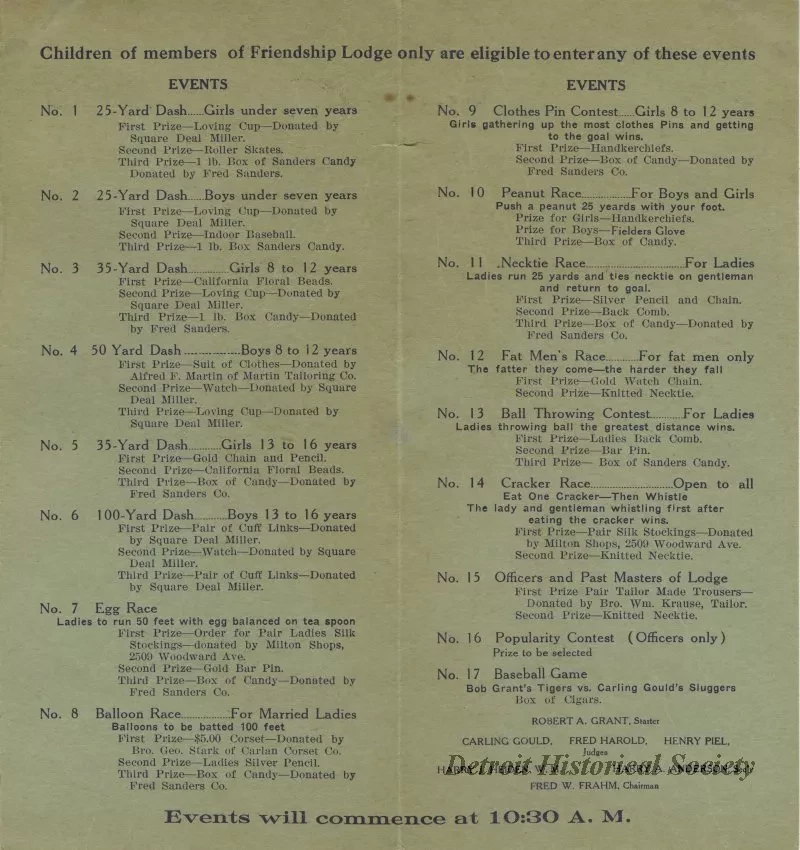 Children of members of Friendship Lodge only are eligible to enter any of these events
EVENTS
No. 1 25-Yard Dash.....Girls under seven years
First Prize—Loving Cup—Donated by
Square Deal Miller.
Second Prize—Roller Skates.
Third Prize—1 lb. Box of Sanders Candy
Donated by Fred Sanders.
No. 2 25-Yard Dash.....Boys under seven years
First Prize—Loving Cup—Donated by
Square Deal Miller.
Second Prize—Indoor Baseball.
Third Prize—1 lb. Box Sanders Candy.
No. 3 35-Yard Dash..............Girls 8 to 12 years
First Prize—California Floral Beads.
Second Prize—Loving Cup—Donated by
Square Deal Miller.
Third Prize—1 lb. Box Candy—Donated
by Fred Sanders.
No. 4 50 Yard Dash .................Boys 8 to 12 years
First Prize—Suit of Clothes—Donated by
Alfred F. Martin of Martin Tailoring Co.
Second Prize—Watch—Donated by Square
Deal Miller.
Third Prize—Loving Cup—Donated by
Square Deal Miller.
No. 5 35-Yard Dash...........Girls 13 to 16 years
First Prize—Gold Chain and Pencil.
Second Prize—California Floral Beads.
Third Prize—Box of Candy—Donated by
Fred Sanders Co.
No. 6 100-Yard Dash...........Boys 13 to 16 years
First Prize—Pair of Cuff Links—Donated
by Square Deal Miller.
Second Prize—Watch—Donated by Square
Deal Miller.
Third Prize—Pair of Cuff Links—Donated
by Square Deal Miller.
No. 7 Egg Race
Ladies to run 50 feet with egg balanced on tea spoon
First Prize—Order for Pair Ladies Silk
Stockings—donated by Milton Shops,
2509 Woodward Ave.
Second Prize—Gold Bar Pin.
Third Prize—Box of Candy—Donated by
Fred Sanders Co.
No. 8 Balloon Race.................For Married Ladies
Balloons to be batted 100 feet
First Prize—$5.00 Corset—Donated by
Bro. Geo. Stark of Carlan Corset Co.
Second Prize—Ladies Silver Pencil.
Third Prize—Box of Candy—Donated by
Fred Sanders Co.
EVENTS
No. 9 Clothes Pin Contest.....Girls 8 to 12 years
Girls gathering up the most clothes Pins and getting
to the goal wins.
First Prize—Handkerchiefs.
Second Prize—Box of Candy—Donated by
Fred Sanders Co.
No. 10 Peanut Race.................For Boys and Girls
Push a peanut 25 yeards with your foot.
Prize for Girls—Handkerchiefs.
Prize for Boys—Fielders Glove
Third Prize—Box of Candy.
No. 11 .Necktie Race.................................For Ladies
Ladies run 25 yards and ties necktie on gentleman
and return to goal.
First Prize—Silver Pencil and Chain.
Second Prize—Back Comb.
Third Prize—Box of Candy—Donated by
Fred Sanders Co.
No. 12 Fat Men's Race...........For fat men only
The fatter they come—the harder they fall
First Prize—Gold Watch Chain.
Second Prize—Knitted Necktie.
No. 13 Ball Throwing Contest...........For Ladies
Ladies throwing ball the greatest distance wins.
First Prize—Ladies Back Comb.
Second Prize—Bar Pin.
Third Prize— Box of Sanders Candy.
No. 14 Cracker Race............................Open to all
Eat One Cracker—Then Whistle
The lady and gentleman whistling first after
eating the cracker wins.
First Prize—Pair Silk Stockings—Donated
by Milton Shops, 2509 Woodward Ave.
Second Prize—Knitted Necktie.
No. 15 Officers and Past Masters of Lodge
First Prize Pair Tailor Made Trousers—
Donated by Bro. Wm. Krause, Tailor.
Second Prize—Knitted Necktie.
No. 16 Popularity Contest (Officers only)
Prize to be selected
No. 17 Baseball Game
Bob Grant's Tigers vs. Carling Gould's Sluggers
Box of Cigars.
ROBERT A. GRANT, Starter
CARLING GOULD, FRED HAROLD, HENRY PIEL,
Judges
HARRY A. ANDERSON,
Detroit Historical Society
FRED W. FRAHM, Chairman
Events will commence at 10:30 A. M.